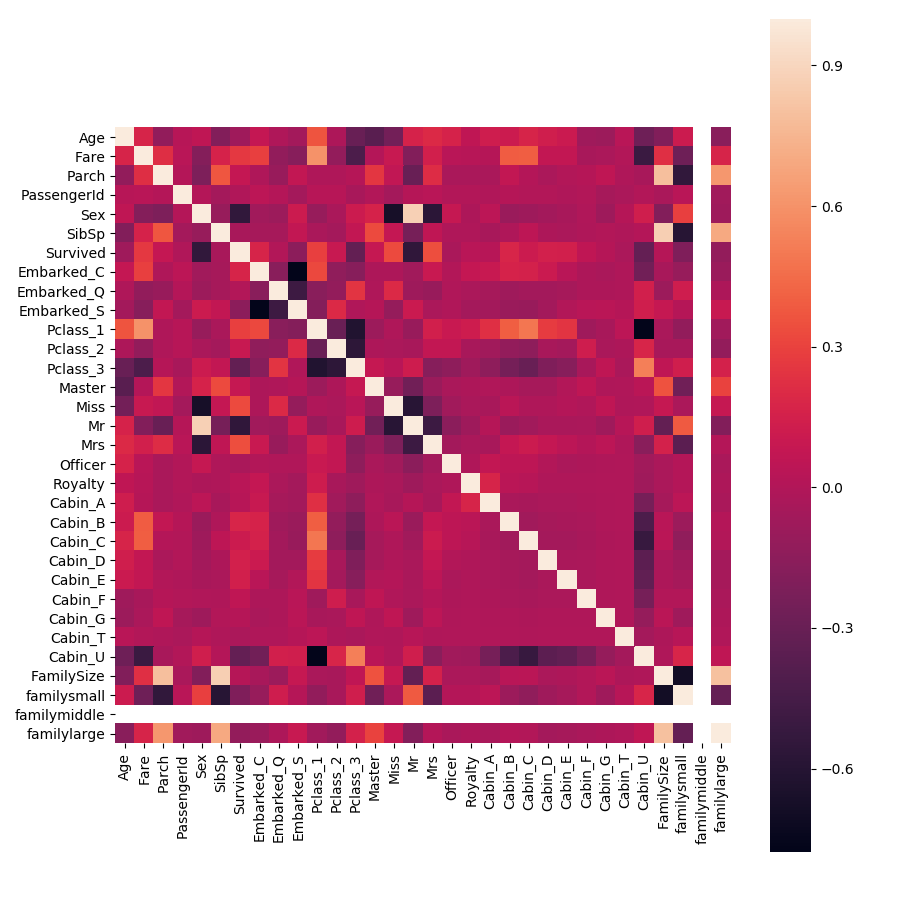 Age
Fare
Parch
PassengerId
Sex
SibSp
Survived
Embarked_C
Embarked_Q
Embarked_S
Pclass_1
Pclass_2
Pclass_3
Master
Miss
Mr
Mrs
Officer
Royalty
Cabin_A
Cabin_B
Cabin_C
Cabin_D
Cabin_E
Cabin_F
Cabin_G
Cabin_T
Cabin_U
FamilySize
familysmall
familymiddle
familylarge
Age
Fare
Parch
PassengerId
Sex
SibSp
Survived
Embarked_C
Embarked_Q
Embarked_S
Pclass_1
Pclass_2
Pclass_3
Master
Miss
Mr
Mrs
Officer
Royalty
Cabin_A
Cabin_B
Cabin_C
Cabin_D
Cabin_E
Cabin_F
Cabin_G
Cabin_T
Cabin_U
FamilySize
familysmall
familymiddle
familylarge
0.9
0.6
0.3
0.0
−0.3
−0.6